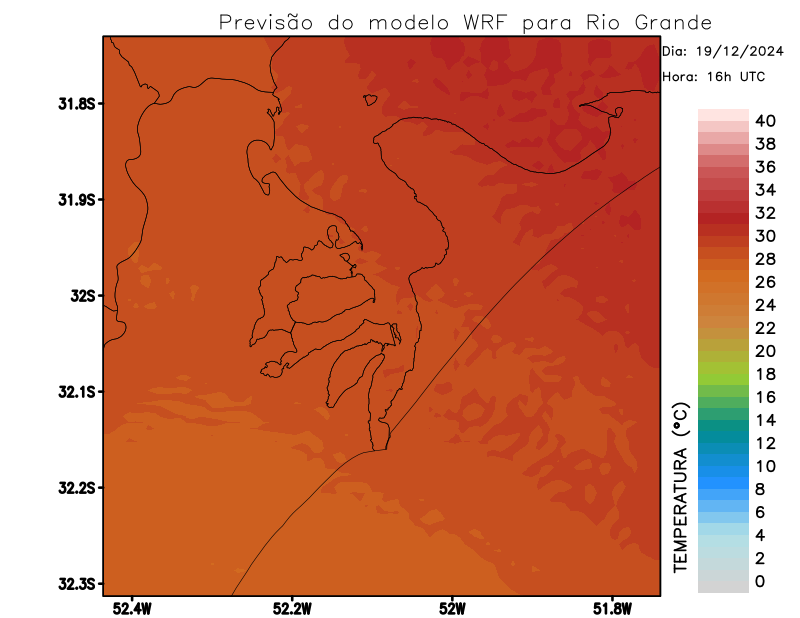 Previsão do modelo WRF para Rio Grande
Dia: 19/12/2024
Hora: 16h UTC
31.8S
31.9S
32S
32.1S
32.2S
32.3S
52.4W
52.2W
52W
51.8W
TEMPERATURA (°C)
40
38
36
34
32
30
28
26
24
22
20
18
16
14
12
10
8
6
4
2
0